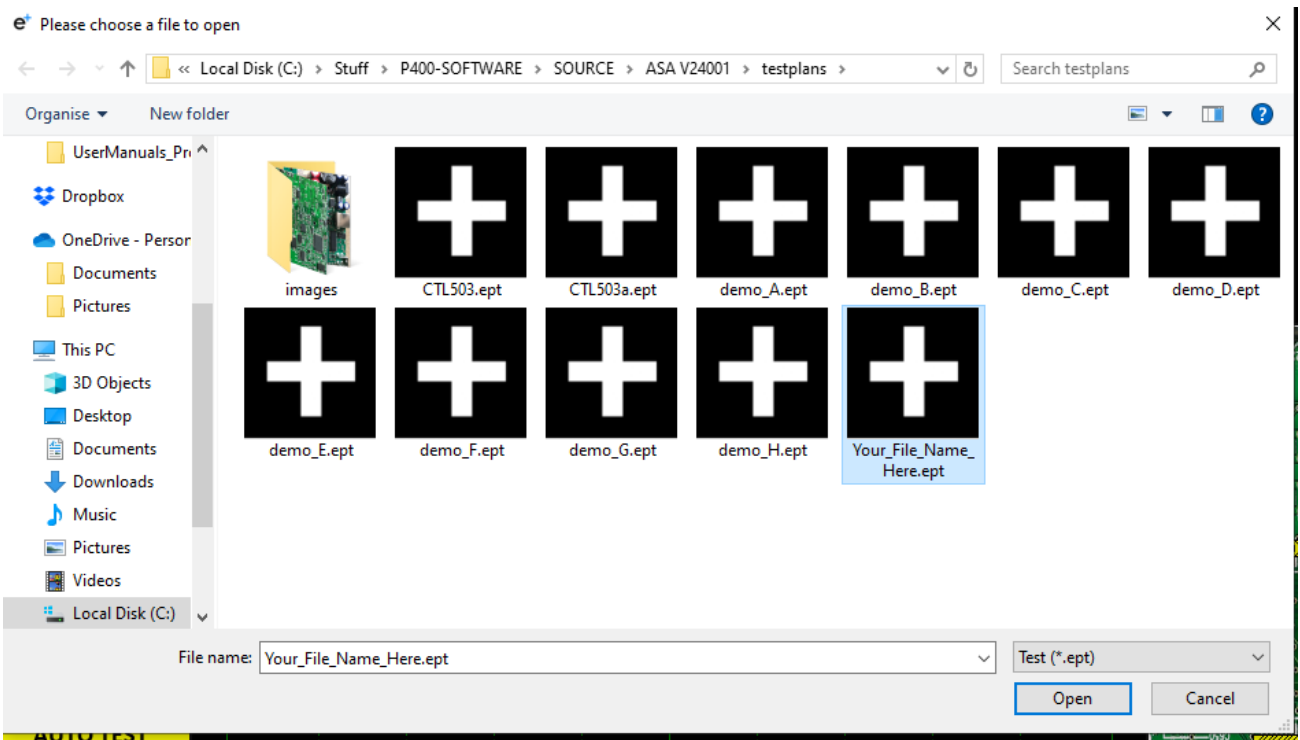 e+ Please choose a file to open
« Local Disk (C:) › Stuff › P400-SOFTWARE › SOURCE › ASA V24001 › testplans ›
Search testplans
Organise
New folder
UserManuals_Pr
Dropbox
OneDrive - Person
Documents
Pictures
This PC
3D Objects
Desktop
Documents
Downloads
Music
Pictures
Videos
Local Disk (C:)
images
CTL503.ept
CTL503a.ept
demo_A.ept
demo_B.ept
demo_C.ept
demo_D.ept
demo_E.ept
demo_F.ept
demo_G.ept
demo_H.ept
Your_File_Name_
Here.ept
File name: Your_File_Name_Here.ept
Test (*.ept)
Open
Cancel
AUTO TEST